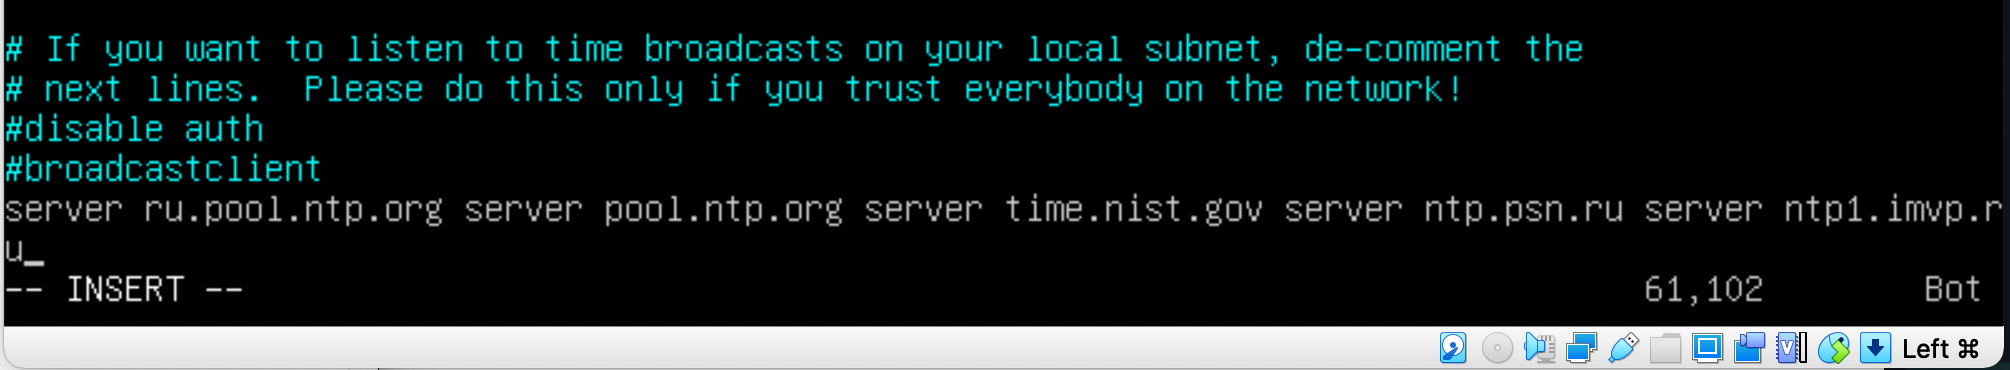 # If you want to listen to time broadcasts on your local subnet, de-comment the
# next lines.  Please do this only if you trust everybody on the network!
#disable auth
#broadcastclient
server ru.pool.ntp.org server pool.ntp.org server time.nist.gov server ntp.psn.ru server ntp1.imvp.r
u_
-- INSERT -- 61,102 Bot
Left ⌘